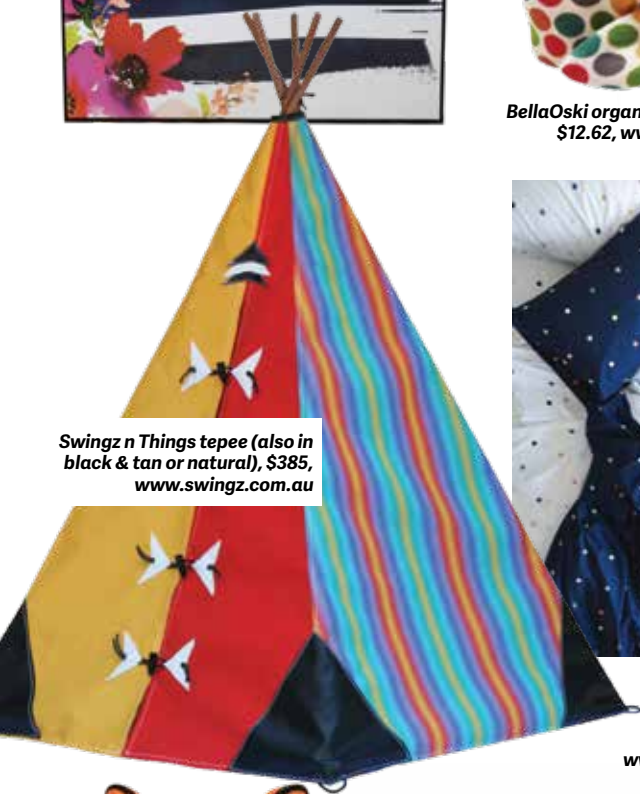 BellaOski organ
$12.62, ww
Swingz n Things tepee (also in
black & tan or natural), $385,
www.swingz.com.au